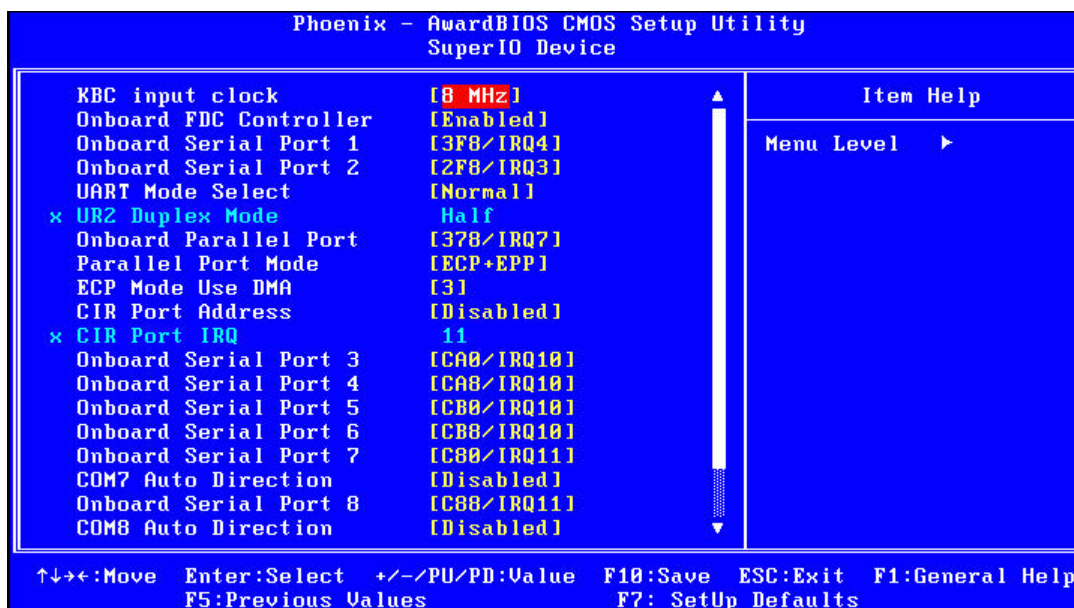 Phoenix - AwardBIOS CMOS Setup Utility
SuperIO Device
KBC input clock [8 MHz]
Onboard FDC Controller [Enabled]
Onboard Serial Port 1 [3F8/IRQ4]
Onboard Serial Port 2 [2F8/IRQ3]
UART Mode Select [Normal]
x UR2 Duplex Mode Half
Onboard Parallel Port [378/IRQ7]
Parallel Port Mode [ECP+EPP]
ECP Mode Use DMA [3]
CIR Port Address [Disabled]
x CIR Port IRQ 11
Onboard Serial Port 3 [CA0/IRQ10]
Onboard Serial Port 4 [CA8/IRQ10]
Onboard Serial Port 5 [CB0/IRQ10]
Onboard Serial Port 6 [CB8/IRQ10]
Onboard Serial Port 7 [C80/IRQ11]
COM7 Auto Direction [Disabled]
Onboard Serial Port 8 [C88/IRQ11]
COM8 Auto Direction [Disabled]
Item Help
Menu Level ►
↑↓→←:Move Enter:Select +/-/PU/PD:Value F10:Save ESC:Exit F1:General Help
F5:Previous Values F7: SetUp Defaults